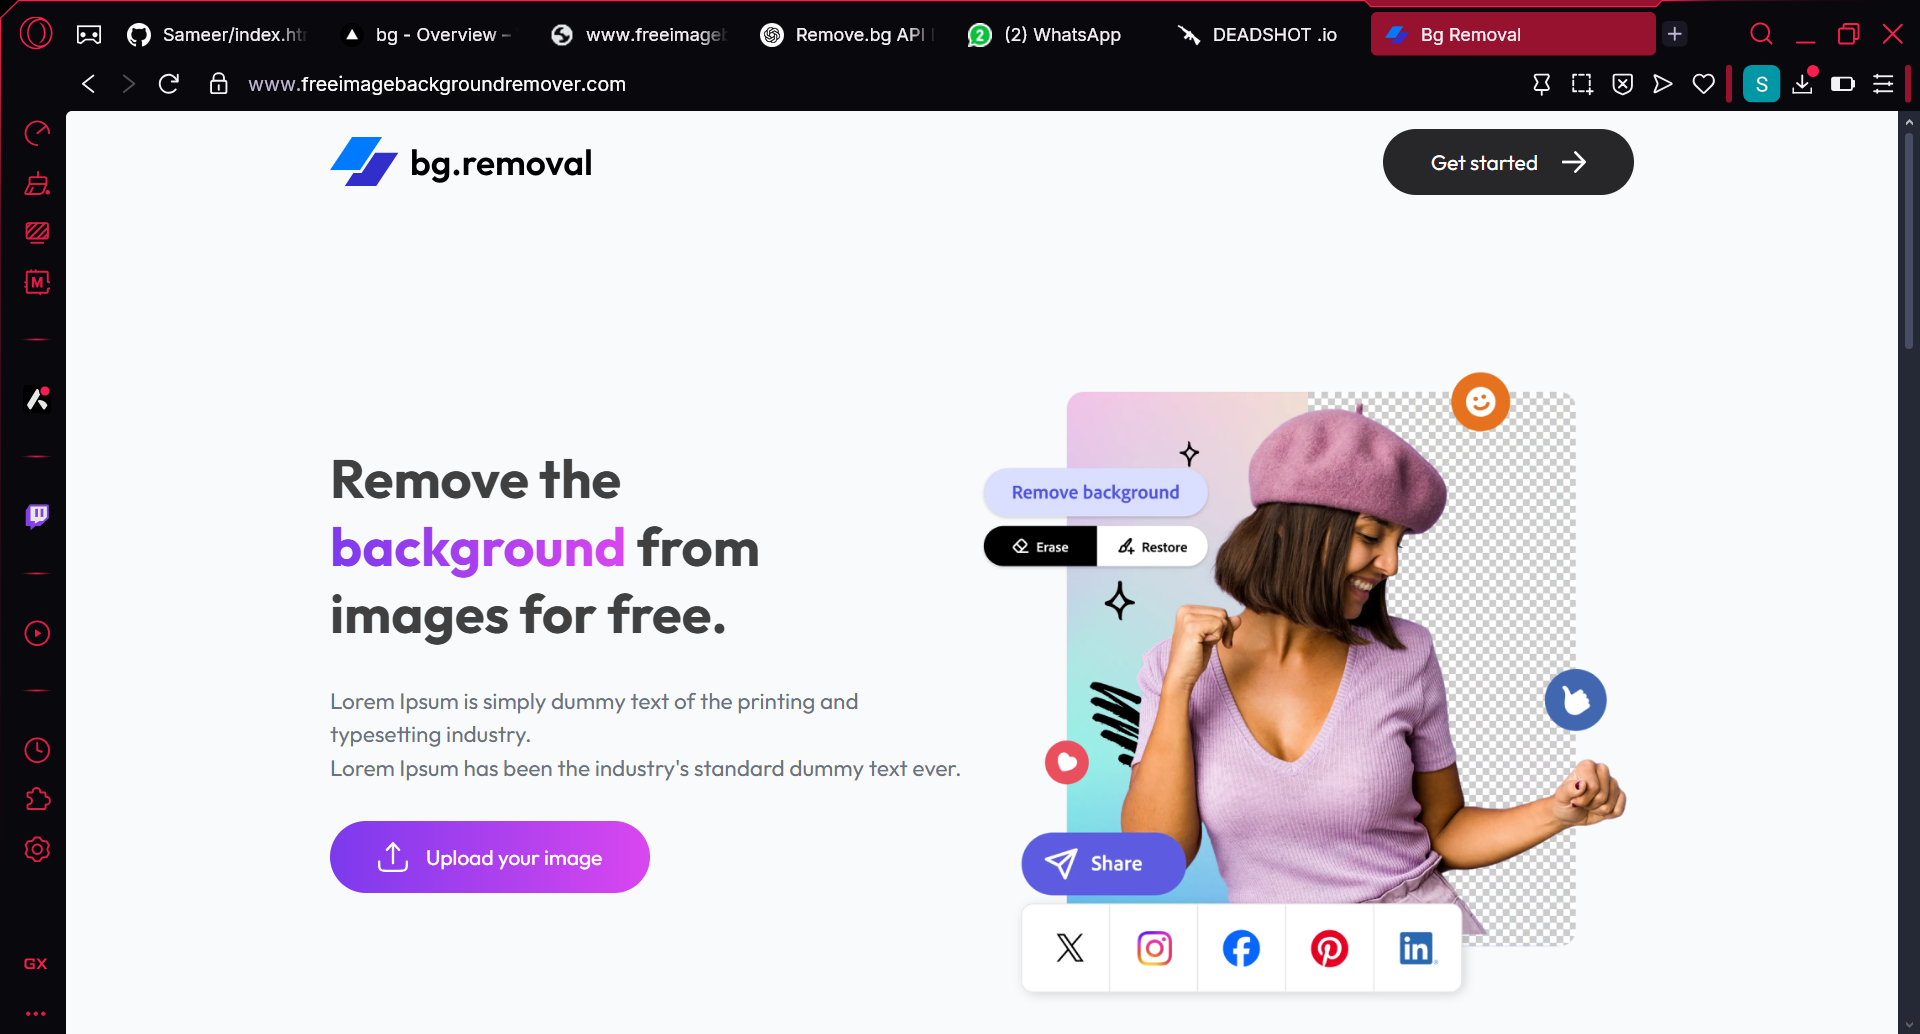 Sameer/index.ht
bg - Overview –
www.freeimageb
Remove.bg API
(2) WhatsApp
DEADSHOT .io
Bg Removal
www.freeimagebackgroundremover.com
S
M
bg.removal
Get started
Remove the
background from
images for free.
Lorem Ipsum is simply dummy text of the printing and
typesetting industry.
Lorem Ipsum has been the industry's standard dummy text ever.
Upload your image
Remove background
Erase
Restore
Share
GX